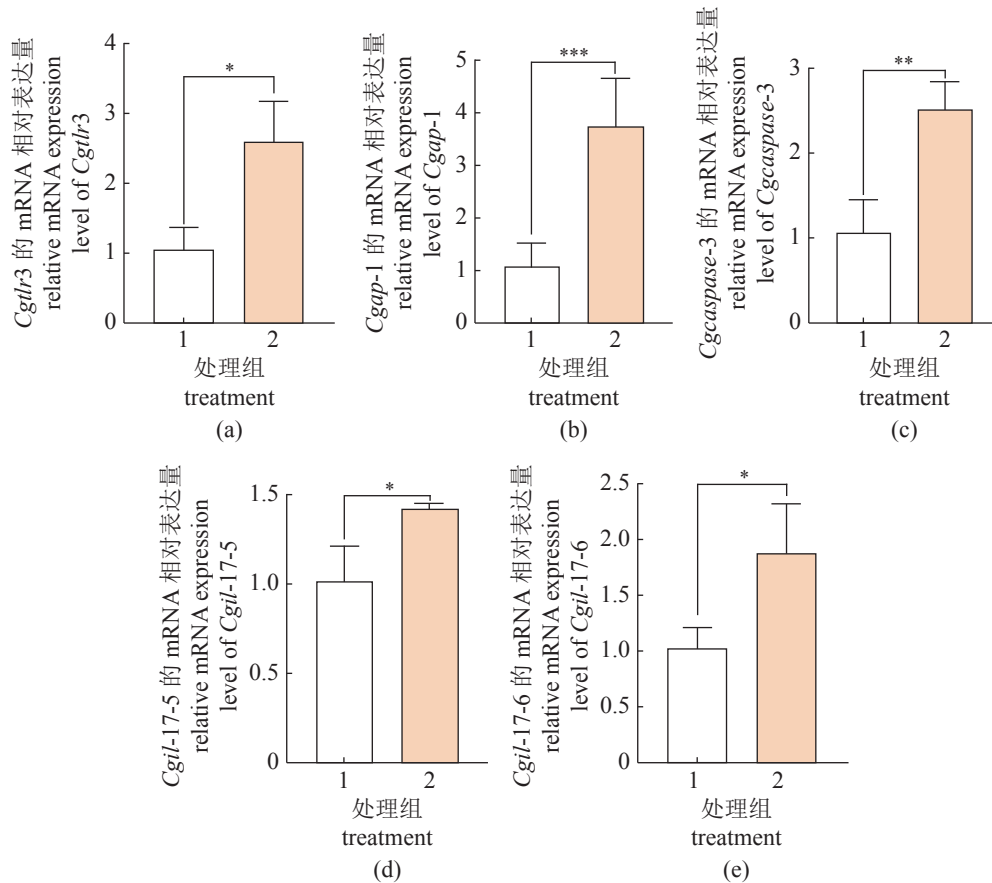 Cgtlr3 的 mRNA 相对表达量
relative mRNA expression
level of Cgtlr3
4
3
2
1
0
*
1 2
处理组
treatment
(a)
Cgap-1 的 mRNA 相对表达量
relative mRNA expression
level of Cgap-1
5
4
3
2
1
0
***
1 2
处理组
treatment
(b)
Cgcaspase-3 的 mRNA 相对表达量
relative mRNA expression
level of Cgcaspase-3
3
2
1
0
**
1 2
处理组
treatment
(c)
Cgil-17-5 的 mRNA 相对表达量
relative mRNA expression
level of Cgil-17-5
1.5
1.0
0.5
0
*
1 2
处理组
treatment
(d)
Cgil-17-6 的 mRNA 相对表达量
relative mRNA expression
level of Cgil-17-6
2.5
2.0
1.5
1.0
0.5
0
*
1 2
处理组
treatment
(e)